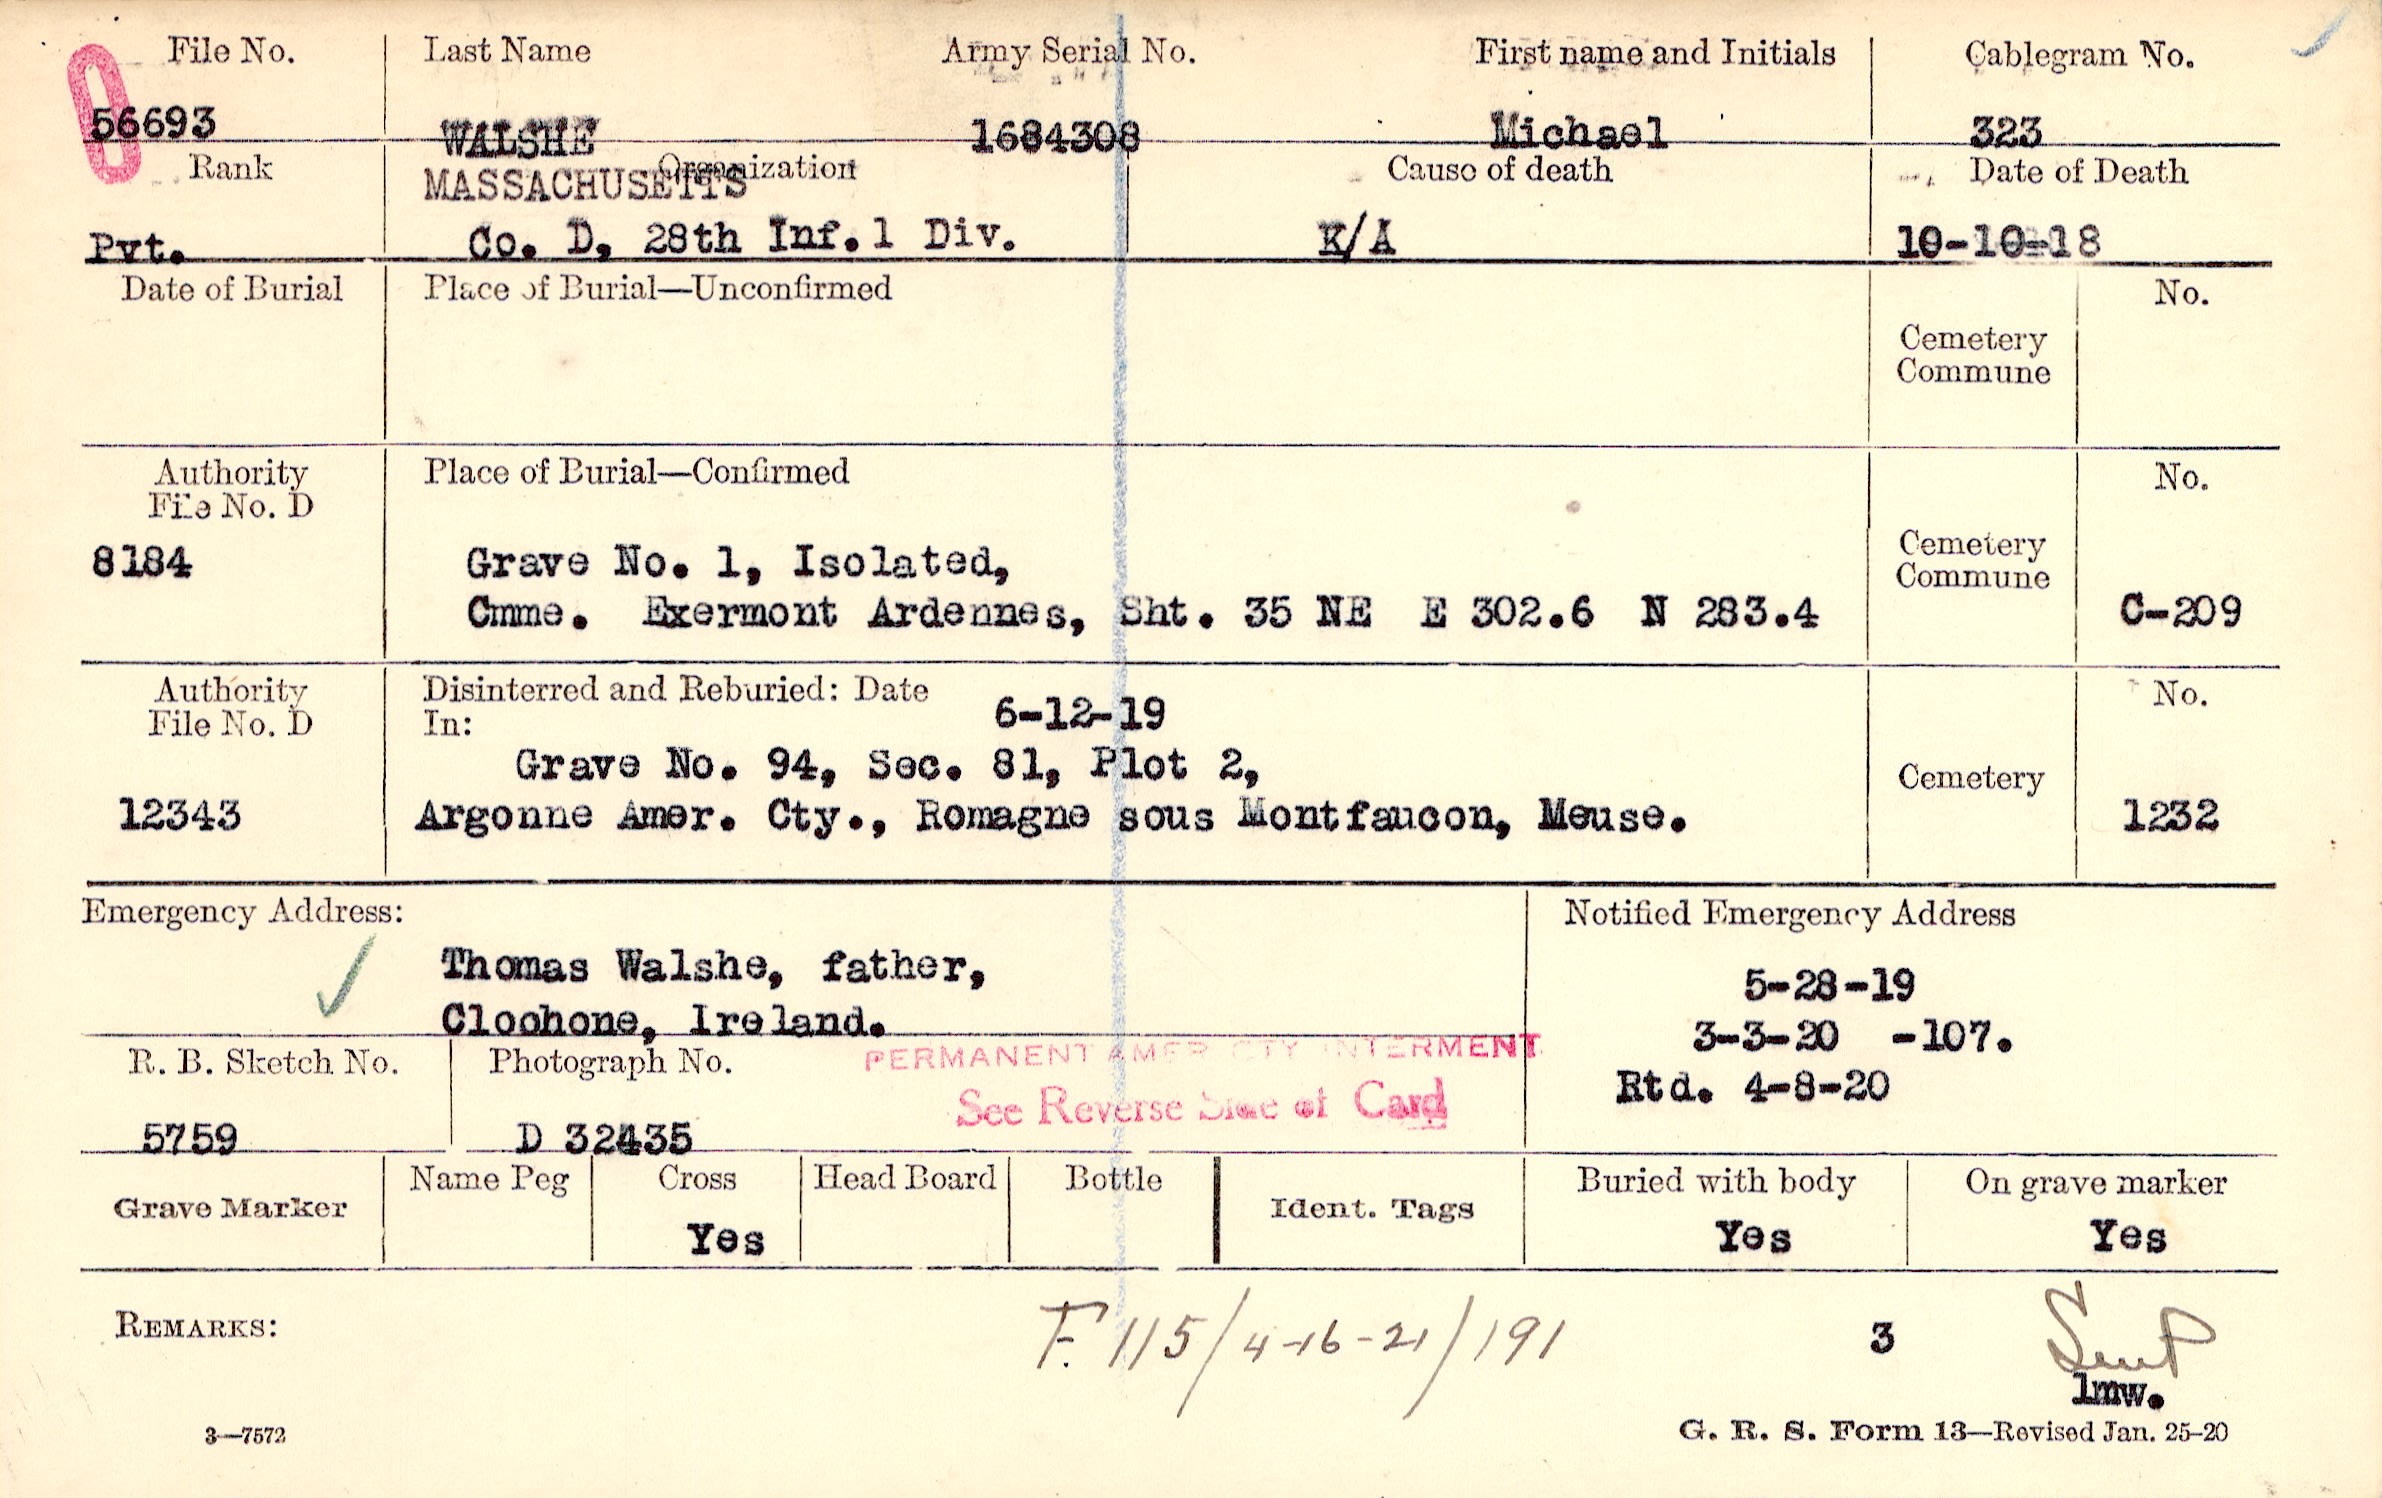 File No. Last Name Army Serial No. First name and Initials Cablegram No.
56693 WALSHE 1684308 Michael 323
Rank Organization Cause of death Date of Death
MASSACHUSETTS
Pvt. Co. D, 28th Inf. 1 Div. K/A 10-10-18
Date of Burial Place of Burial—Unconfirmed No.
Cemetery
Commune
Authority Place of Burial—Confirmed No.
File No. D
8184 Grave No. 1, Isolated, Cemetery
Commune
Cmme. Exermont Ardennes, Sht. 35 NE E 302.6 N 283.4 C-209
Authority Disinterred and Reburied: Date No.
File No. D In: 6-12-19
Grave No. 94, Sec. 81, Plot 2, Cemetery
12343 Argonne Amer. Cty., Romagne sous Montfaucon, Meuse. 1232
Emergency Address: Notified Emergency Address
Thomas Walshe, father, 5-28-19
Cloohone, Ireland. 3-3-20 -107.
R. B. Sketch No. Photograph No. PERMANENT AMER CTY INTERMENT
Rtd. 4-8-20
See Reverse Side of Card
5759 D 32435
Grave Marker Name Peg Cross Head Board Bottle Ident. Tags Buried with body On grave marker
Yes Yes Yes
REMARKS: F. 115/4-16-21/191 3
lmw.
3—7572 G. R. S. Form 13—Revised Jan. 25-20